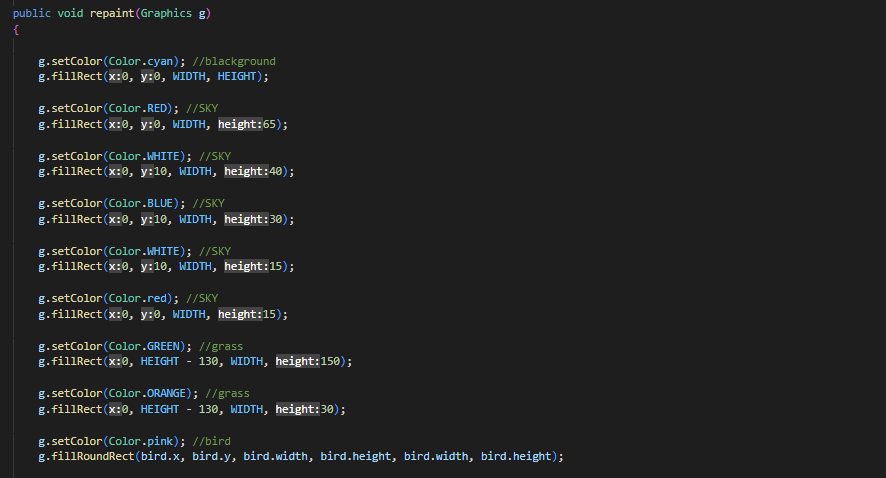 public void repaint(Graphics g)
{
g.setColor(Color.cyan); //blackground
g.fillRect(x:0, y:0, WIDTH, HEIGHT);
g.setColor(Color.RED); //SKY
g.fillRect(x:0, y:0, WIDTH, height:65);
g.setColor(Color.WHITE); //SKY
g.fillRect(x:0, y:10, WIDTH, height:40);
g.setColor(Color.BLUE); //SKY
g.fillRect(x:0, y:10, WIDTH, height:30);
g.setColor(Color.WHITE); //SKY
g.fillRect(x:0, y:10, WIDTH, height:15);
g.setColor(Color.red); //SKY
g.fillRect(x:0, y:0, WIDTH, height:15);
g.setColor(Color.GREEN); //grass
g.fillRect(x:0, HEIGHT - 130, WIDTH, height:150);
g.setColor(Color.ORANGE); //grass
g.fillRect(x:0, HEIGHT - 130, WIDTH, height:30);
g.setColor(Color.pink); //bird
g.fillRoundRect(bird.x, bird.y, bird.width, bird.height, bird.width, bird.height);